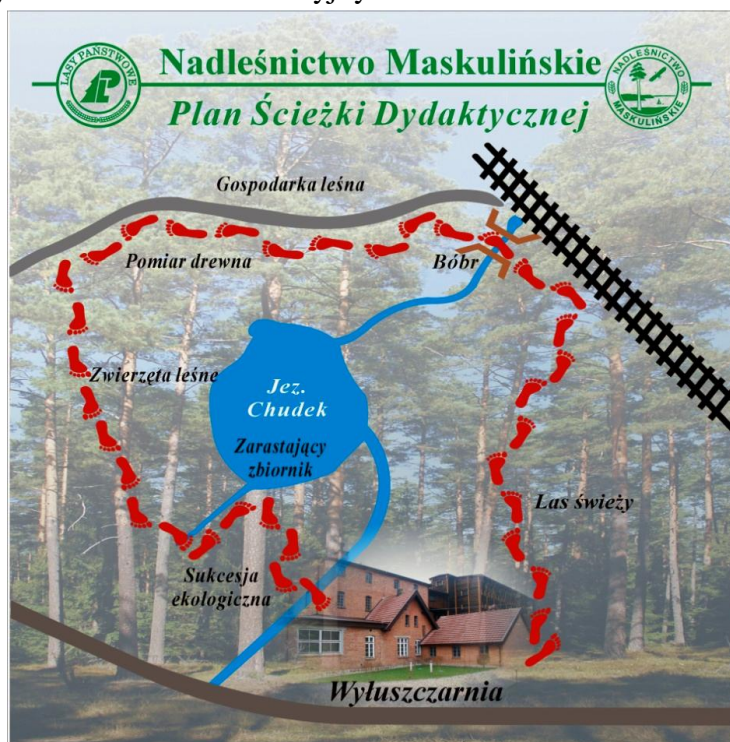 Nadleśnictwo Maskulińskie
Plan Ścieżki Dydaktycznej
LASY PAŃSTWOWE
NADLEŚNICTWO
MASKULIŃSKIE
Gospodarka leśna
Pomiar drewna
Bóbr
Zwierzęta leśne
Jez.
Chudek
Zarastający
zbiornik
Las świeży
Sukcesja
ekologiczna
Wyłuszczarnia